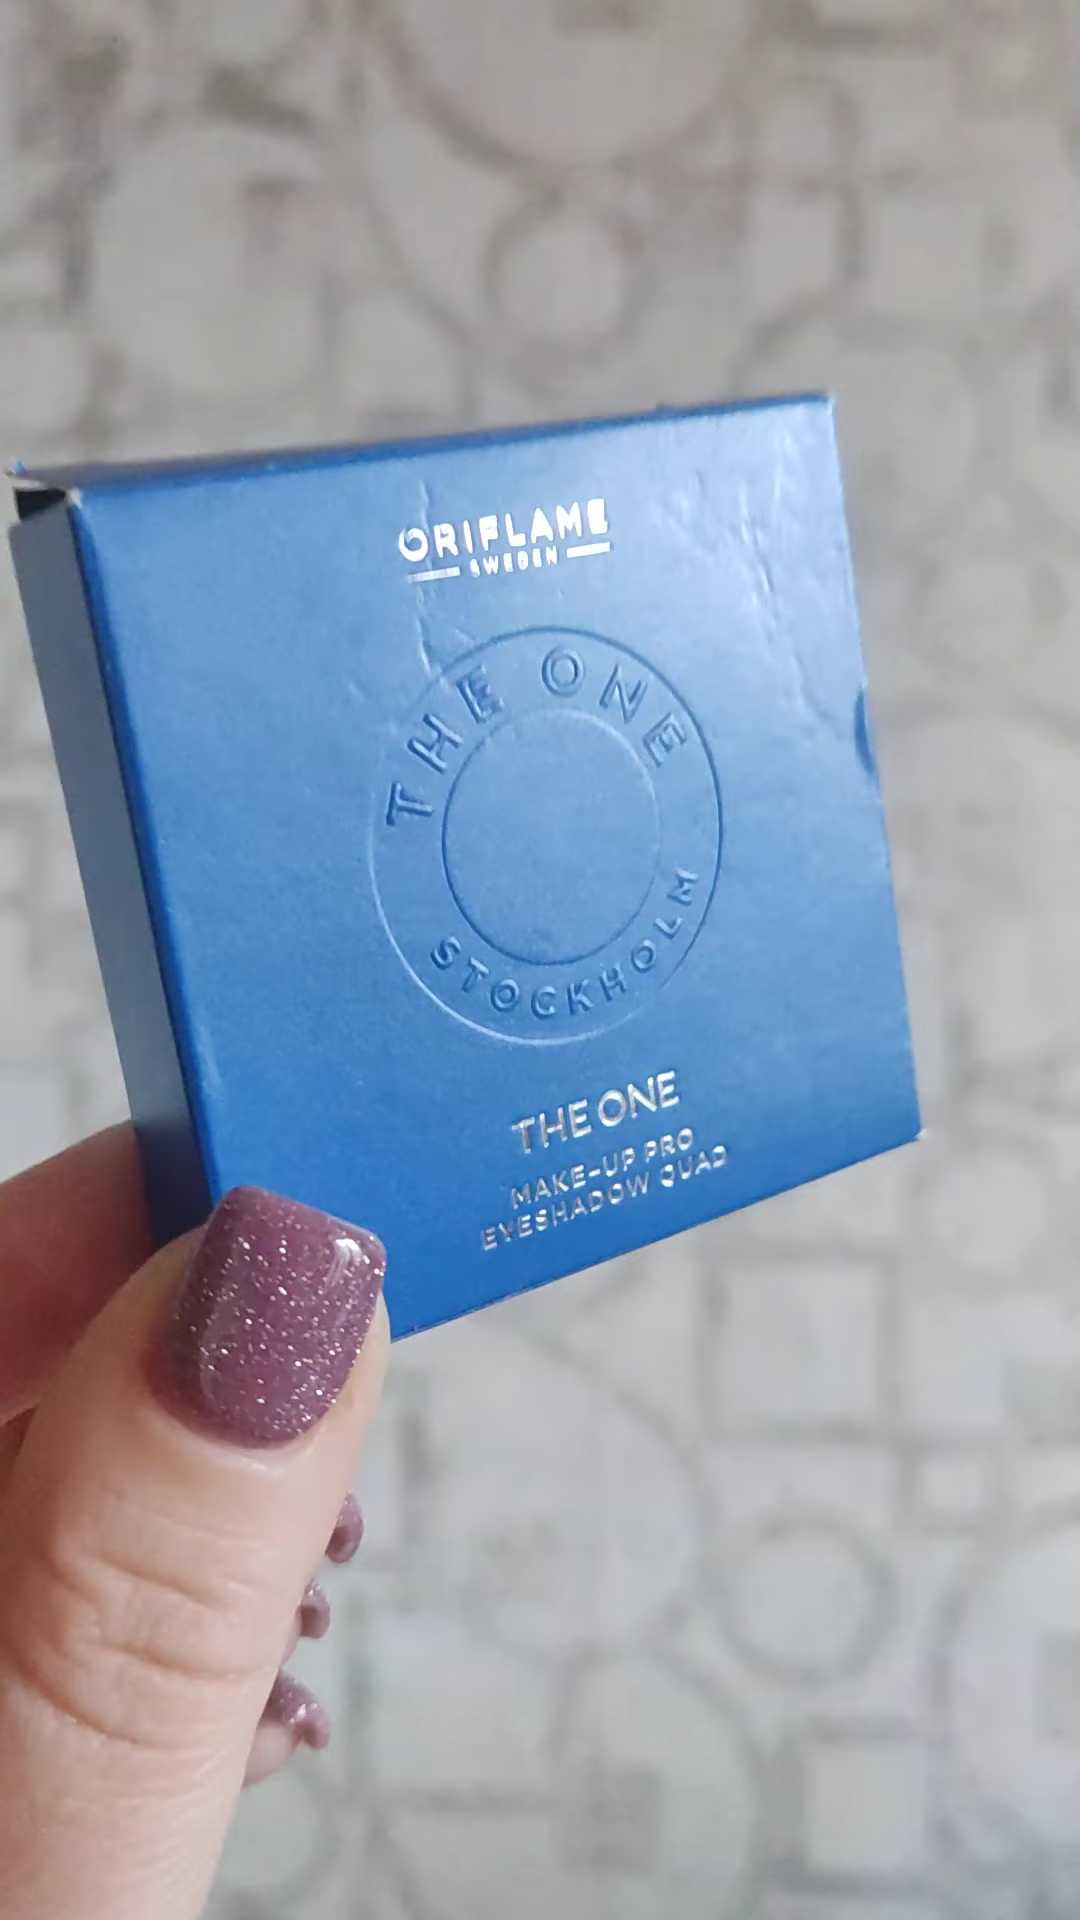 ORIFLAME
SWEDEN
THE ONE
STOCKHOLM
THE ONE
MAKE-UP PRO
EYESHADOW QUAD